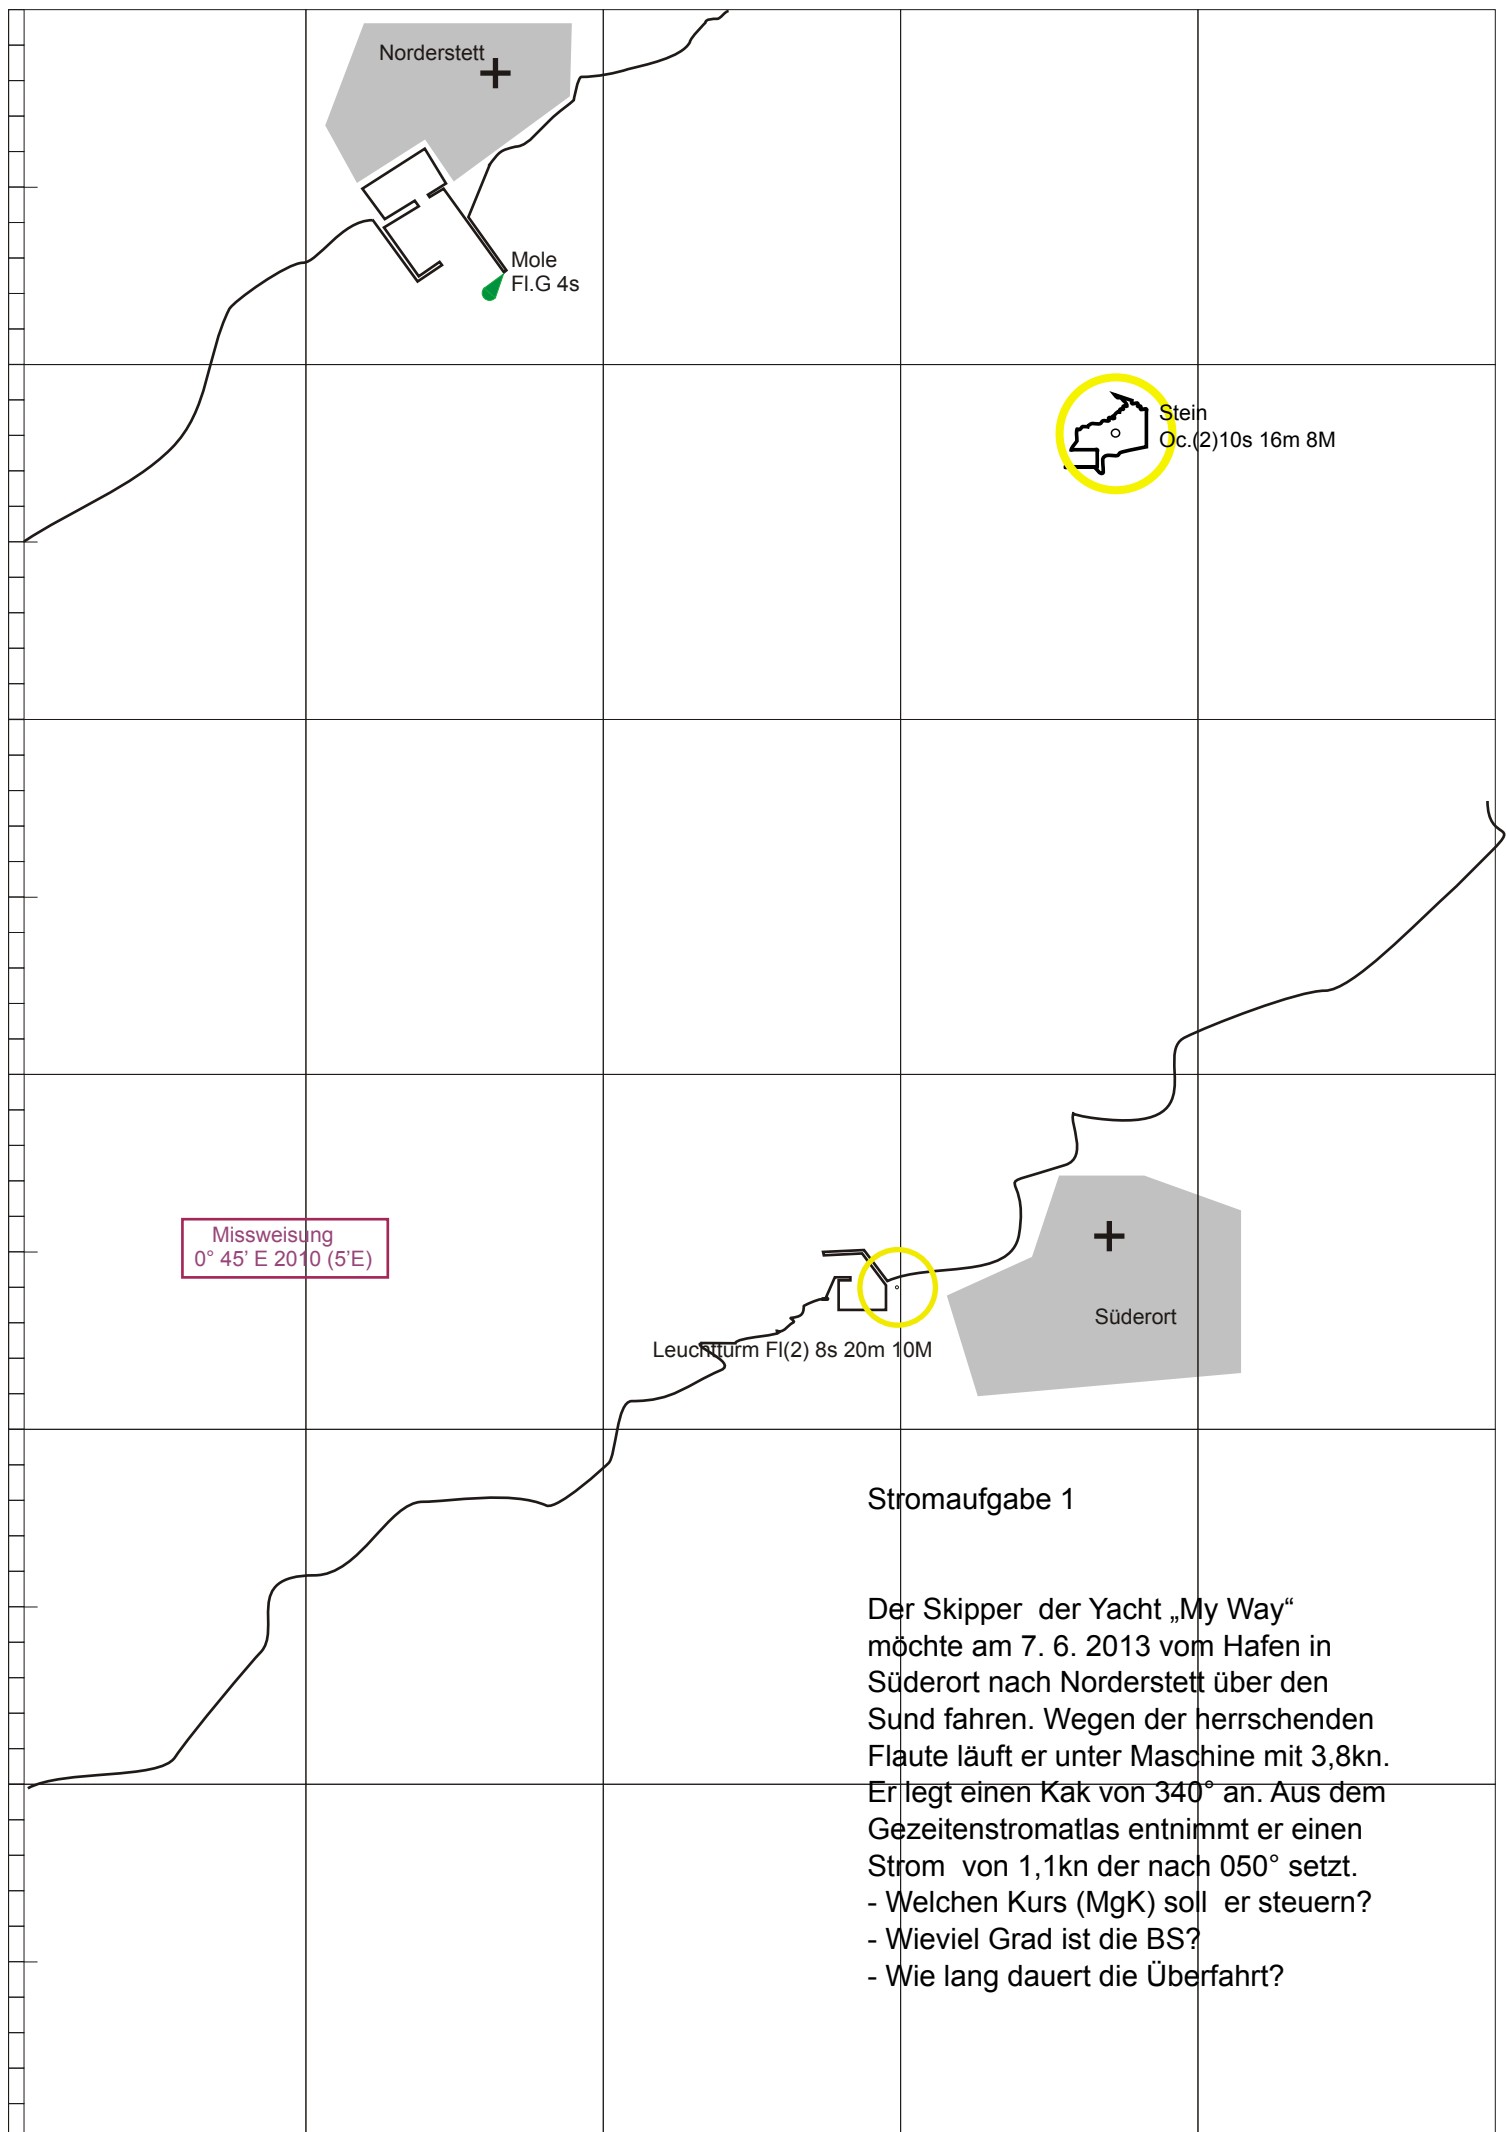 Norderstett
Mole
Fl.G 4s
Stein
Oc.(2)10s 16m 8M
Missweisung
0° 45’ E 2010 (5’E)
Süderort
Leuchtturm Fl(2) 8s 20m 10M
Stromaufgabe 1
Der Skipper der Yacht „My Way“
möchte am 7. 6. 2013 vom Hafen in
Süderort nach Norderstett über den
Sund fahren. Wegen der herrschenden
Flaute läuft er unter Maschine mit 3,8kn.
Er legt einen Kak von 340° an. Aus dem
Gezeitenstromatlas entnimmt er einen
Strom von 1,1kn der nach 050° setzt.
- Welchen Kurs (MgK) soll er steuern?
- Wieviel Grad ist die BS?
- Wie lang dauert die Überfahrt?